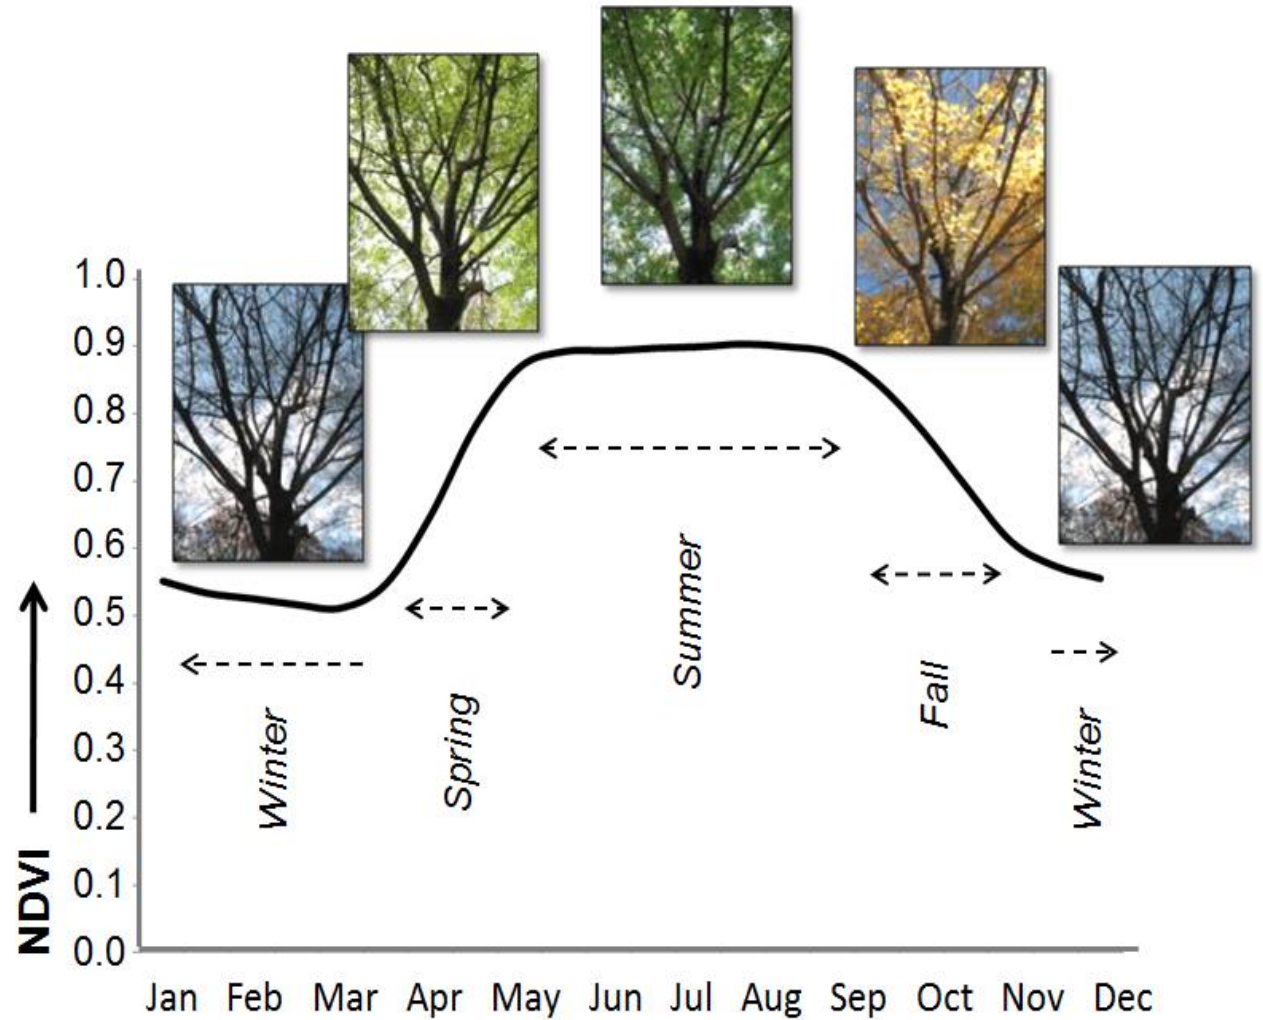 1.0
0.9
0.8
0.7
0.6
0.5
0.4
0.3
0.2
0.1
0.0
NDVI
Winter
Spring
Summer
Fall
Winter
Jan Feb Mar Apr May Jun Jul Aug Sep Oct Nov Dec